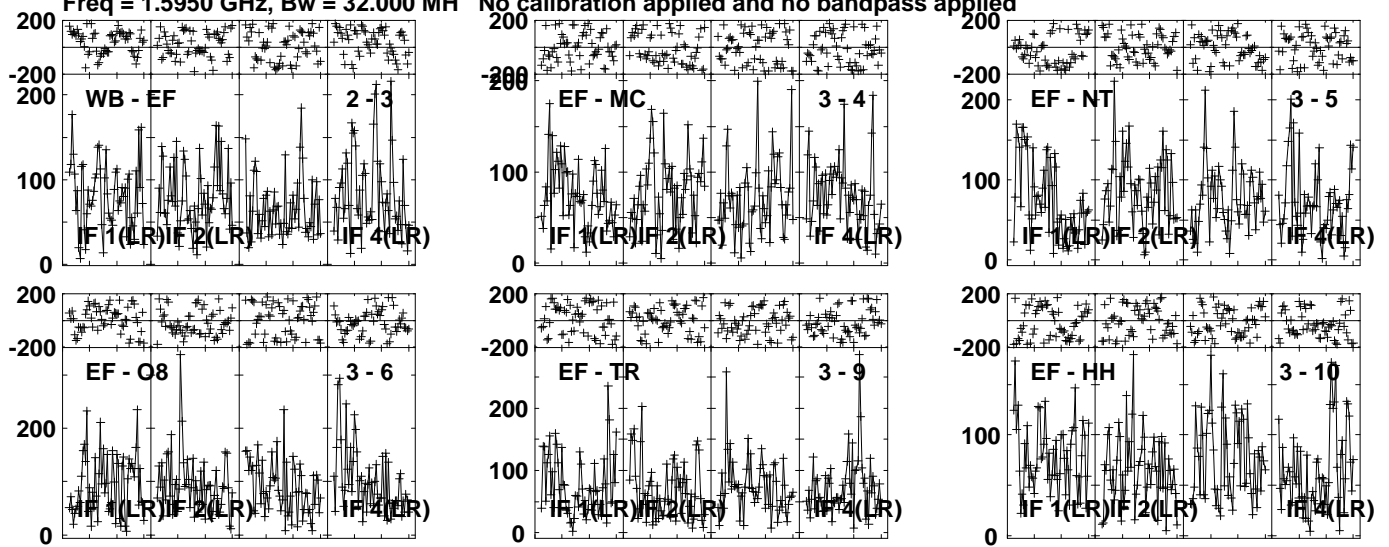 Freq = 1.5950 GHz, Bw = 32.000 MH No calibration applied and no bandpass applied
200
-200
200
WB - EF 2 - 3
100
IF 1(LR) IF 2(LR) IF 4(LR)
0
200
-200
200
EF - MC 3 - 4
100
IF 1(LR) IF 2(LR) IF 4(LR)
0
200
-200
200
EF - NT 3 - 5
100
IF 1(LR) IF 2(LR) IF 4(LR)
0
200
-200
EF - O8 3 - 6
200
IF 1(LR) IF 2(LR) IF 4(LR)
0
200
-200
EF - TR 3 - 9
200
100
IF 1(LR) IF 2(LR) IF 4(LR)
0
200
-200
EF - HH 3 - 10
100
IF 1(LR) IF 2(LR) IF 4(LR)
0